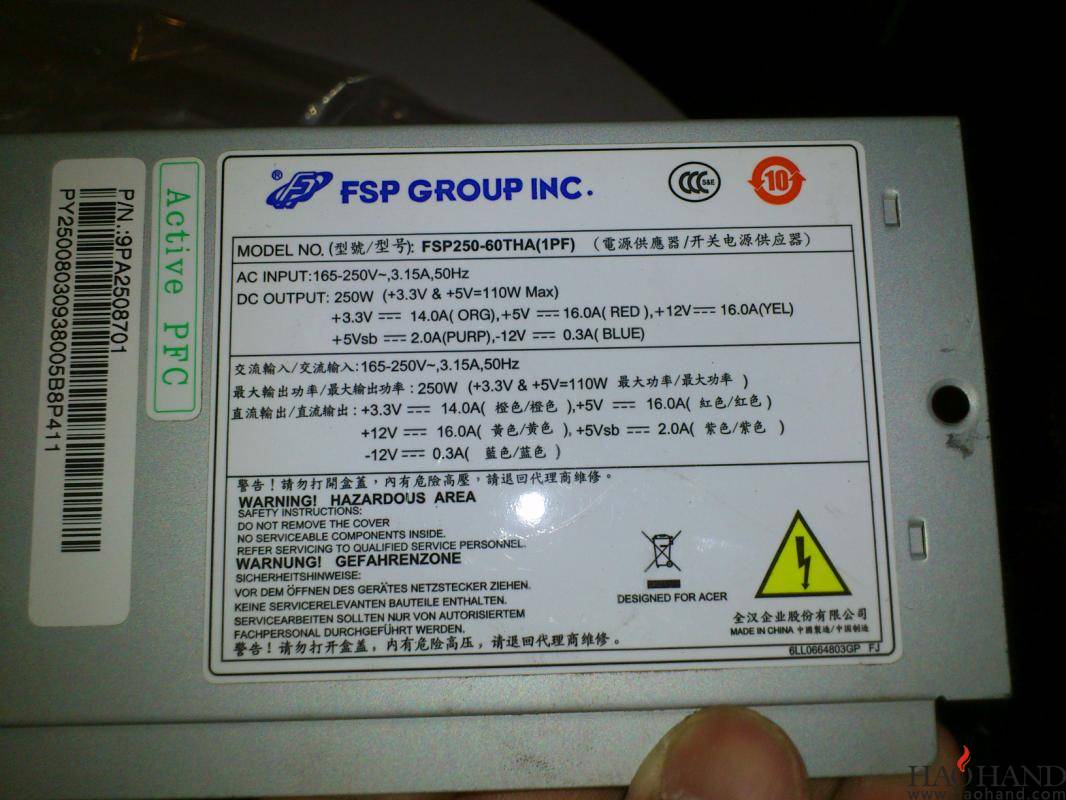 P/N.:9PA2508701
PY25008030938005B8P411
Active PFC
® FSP GROUP INC.
CCC S&E
10
MODEL NO. (型號/型号): FSP250-60THA(1PF) (電源供應器/开关电源供应器)
AC INPUT:165-250V~,3.15A,50Hz
DC OUTPUT: 250W (+3.3V & +5V=110W Max)
+3.3V ⎓ 14.0A( ORG),+5V ⎓ 16.0A( RED ),+12V ⎓ 16.0A(YEL)
+5Vsb ⎓ 2.0A(PURP),-12V ⎓ 0.3A( BLUE)
交流輸入/交流输入:165-250V~,3.15A,50Hz
最大輸出功率/最大输出功率 : 250W (+3.3V & +5V=110W 最大功率/最大功率 )
直流輸出/直流输出: +3.3V ⎓ 14.0A( 橙色/橙色 ),+5V ⎓ 16.0A( 紅色/红色 )
+12V ⎓ 16.0A( 黃色/黄色 ), +5Vsb ⎓ 2.0A( 紫色/紫色 )
-12V ⎓ 0.3A( 藍色/蓝色 )
警告！請勿打開盒蓋，內有危險高壓，請退回代理商維修。
WARNING! HAZARDOUS AREA
SAFETY INSTRUCTIONS:
DO NOT REMOVE THE COVER
NO SERVICEABLE COMPONENTS INSIDE.
REFER SERVICING TO QUALIFIED SERVICE PERSONNEL.
WARNUNG! GEFAHRENZONE
SICHERHEITSHINWEISE:
VOR DEM ÖFFNEN DES GERÄTES NETZSTECKER ZIEHEN.
KEINE SERVICERELEVANTEN BAUTEILE ENTHALTEN.
SERVICEARBEITEN SOLLTEN NUR VON AUTORISIERTEM
FACHPERSONAL DURCHGEFÜHRT WERDEN.
警告！请勿打开盒盖，内有危险高压，请退回代理商维修。
DESIGNED FOR ACER
全汉企业股份有限公司
MADE IN CHINA 中國製造/中国制造
6LL0664803GP FJ
HAOHAND
www.haohand.com